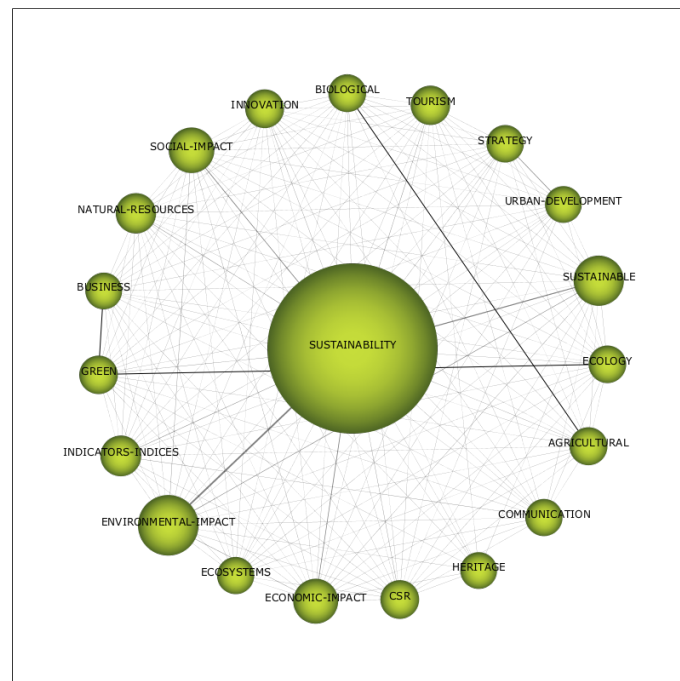 BIOLOGICAL
TOURISM
INNOVATION
STRATEGY
SOCIAL-IMPACT
URBAN-DEVELOPMENT
NATURAL-RESOURCES
SUSTAINABLE
BUSINESS
SUSTAINABILITY
ECOLOGY
GREEN
AGRICULTURAL
INDICATORS-INDICES
COMMUNICATION
ENVIRONMENTAL-IMPACT
HERITAGE
ECOSYSTEMS
CSR
ECONOMIC-IMPACT